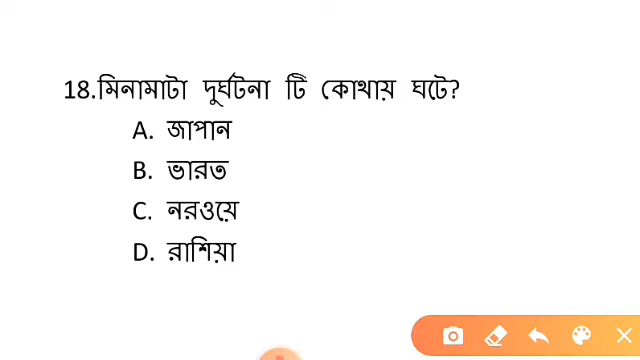 18.মিনামাটা দুর্ঘটনা টি কোথায় ঘটে?
A. জাপান
B. ভারত
C. নরওয়ে
D. রাশিয়া